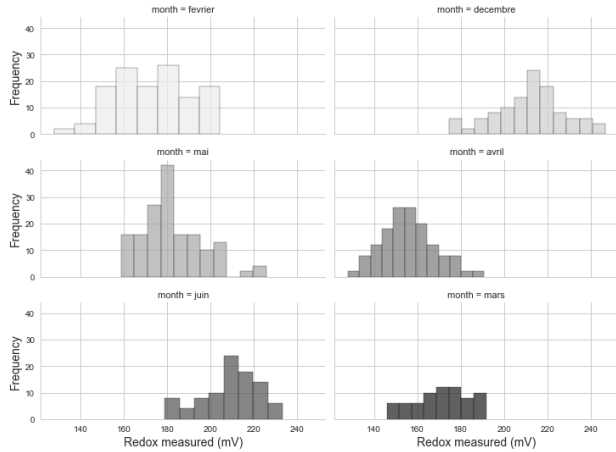 month = fevrier
month = decembre
40
30
20
10
0
Frequency
month = mai
month = avril
40
30
20
10
0
Frequency
month = juin
month = mars
40
30
20
10
0
Frequency
140 160 180 200 220 240
140 160 180 200 220 240
Redox measured (mV)
Redox measured (mV)